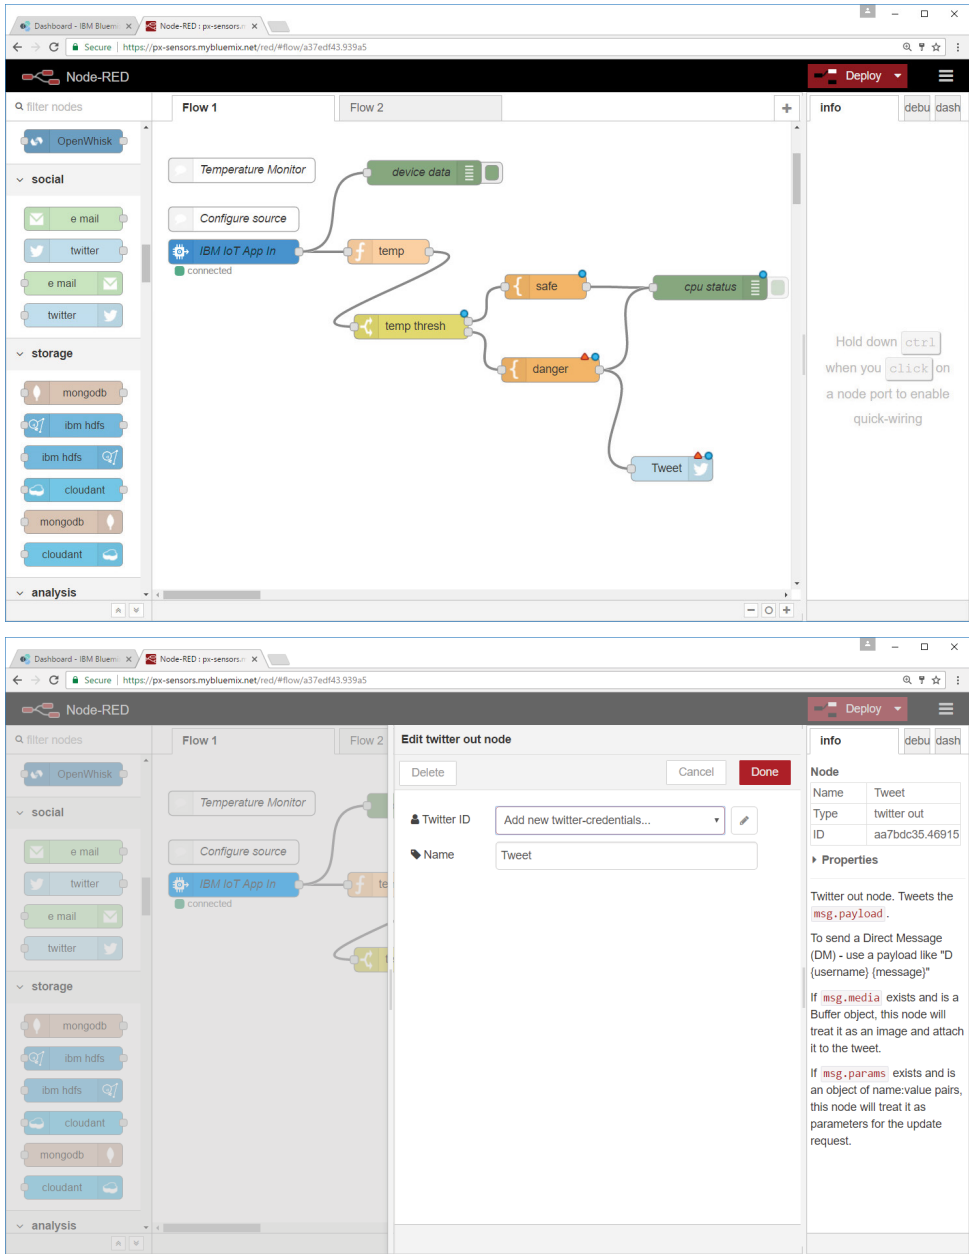 Dashboard - IBM Bluem
Node-RED : px-sensors.m
Secure
https://px-sensors.mybluemix.net/red/#flow/a37edf43.939a5
Node-RED
Deploy
filter nodes
Flow 1
Flow 2
info
debu
dash
OpenWhisk
social
e mail
twitter
e mail
twitter
storage
mongodb
ibm hdfs
ibm hdfs
cloudant
mongodb
cloudant
analysis
Temperature Monitor
device data
Configure source
IBM IoT App In
connected
temp
safe
cpu status
temp thresh
danger
Tweet
Hold down ctrl
when you click on
a node port to enable
quick-wiring
Dashboard - IBM Bluem
Node-RED : px-sensors.m
Secure
https://px-sensors.mybluemix.net/red/#flow/a37edf43.939a5
Node-RED
Deploy
filter nodes
Flow 1
Flow 2
OpenWhisk
social
e mail
twitter
e mail
twitter
storage
mongodb
ibm hdfs
ibm hdfs
cloudant
mongodb
cloudant
analysis
Temperature Monitor
Configure source
IBM IoT App In
connected
te
Edit twitter out node
Delete
Cancel
Done
Twitter ID
Add new twitter-credentials...
Name
Tweet
info
debu
dash
Node
Name Tweet
Type twitter out
ID aa7bdc35.46915
Properties
Twitter out node. Tweets the
msg.payload .
To send a Direct Message
(DM) - use a payload like "D
{username} {message}"
If msg.media exists and is a
Buffer object, this node will
treat it as an image and attach
it to the tweet.
If msg.params exists and is
an object of name:value pairs,
this node will treat it as
parameters for the update
request.